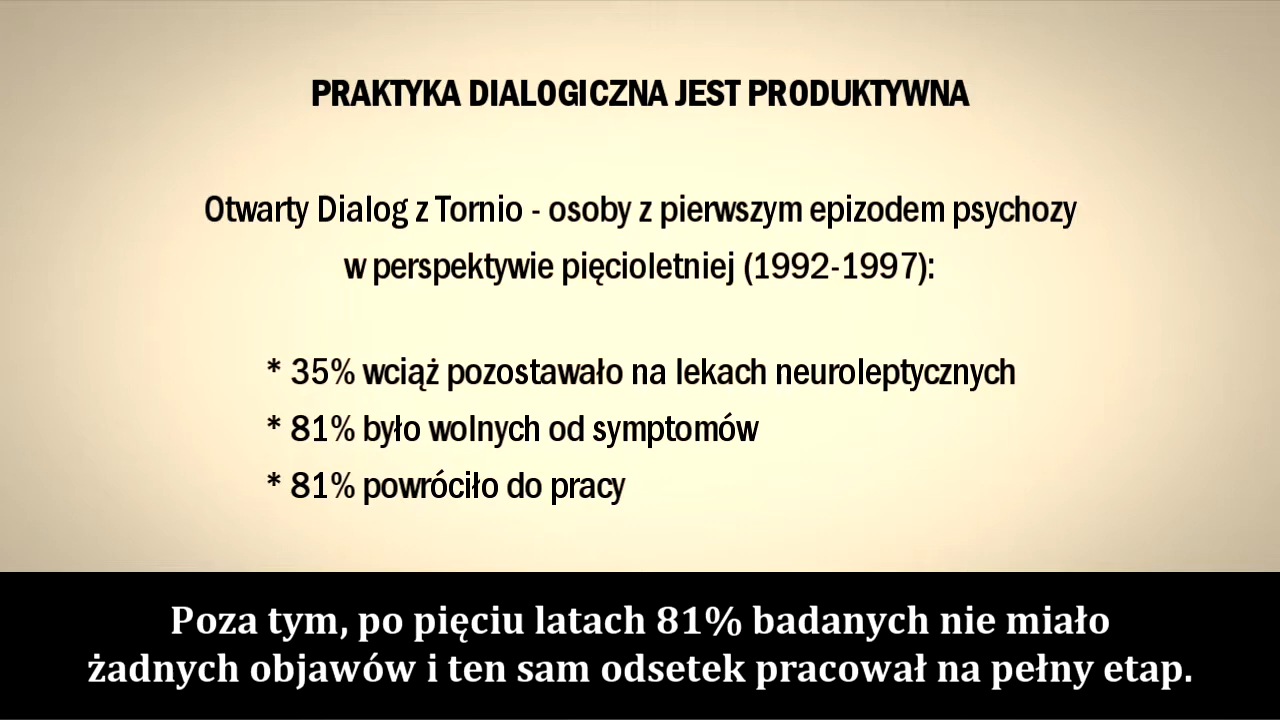 PRAKTYKA DIALOGICZNA JEST PRODUKTYWNA
Otwarty Dialog z Tornio - osoby z pierwszym epizodem psychozy
w perspektywie pięcioletniej (1992-1997):
* 35% wciąż pozostawało na lekach neuroleptycznych
* 81% było wolnych od symptomów
* 81% powróciło do pracy
Poza tym, po pięciu latach 81% badanych nie miało
żadnych objawów i ten sam odsetek pracował na pełny etap.